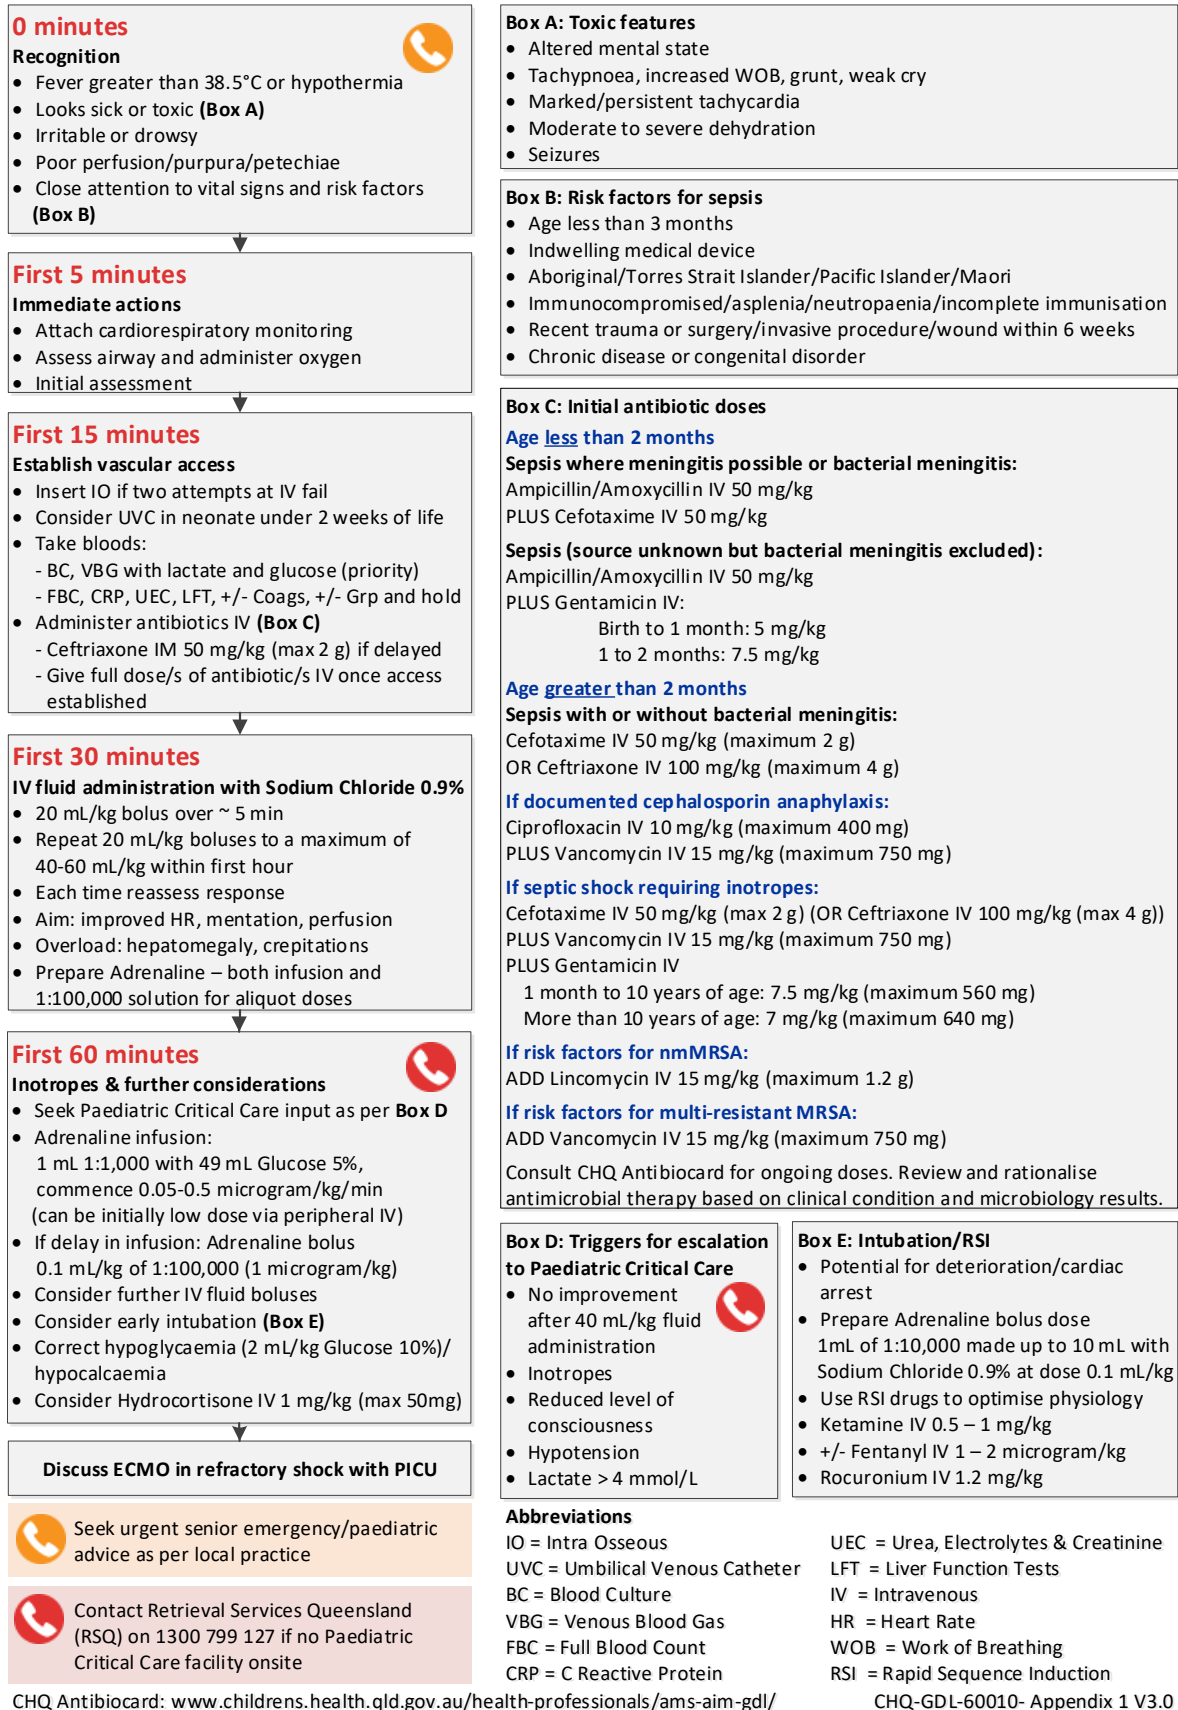 0 minutes
Recognition
• Fever greater than 38.5°C or hypothermia
• Looks sick or toxic (Box A)
• Irritable or drowsy
• Poor perfusion/purpura/petechiae
• Close attention to vital signs and risk factors
(Box B)
First 5 minutes
Immediate actions
• Attach cardiorespiratory monitoring
• Assess airway and administer oxygen
• Initial assessment
First 15 minutes
Establish vascular access
• Insert IO if two attempts at IV fail
• Consider UVC in neonate under 2 weeks of life
• Take bloods:
- BC, VBG with lactate and glucose (priority)
- FBC, CRP, UEC, LFT, +/- Coags, +/- Grp and hold
• Administer antibiotics IV (Box C)
- Ceftriaxone IM 50 mg/kg (max 2 g) if delayed
- Give full dose/s of antibiotic/s IV once access
established
First 30 minutes
IV fluid administration with Sodium Chloride 0.9%
• 20 mL/kg bolus over ~ 5 min
• Repeat 20 mL/kg boluses to a maximum of
40-60 mL/kg within first hour
• Each time reassess response
• Aim: improved HR, mentation, perfusion
• Overload: hepatomegaly, crepitations
• Prepare Adrenaline – both infusion and
1:100,000 solution for aliquot doses
First 60 minutes
Inotropes & further considerations
• Seek Paediatric Critical Care input as per Box D
• Adrenaline infusion:
1 mL 1:1,000 with 49 mL Glucose 5%,
commence 0.05-0.5 microgram/kg/min
(can be initially low dose via peripheral IV)
• If delay in infusion: Adrenaline bolus
0.1 mL/kg of 1:100,000 (1 microgram/kg)
• Consider further IV fluid boluses
• Consider early intubation (Box E)
• Correct hypoglycaemia (2 mL/kg Glucose 10%)/
hypocalcaemia
• Consider Hydrocortisone IV 1 mg/kg (max 50mg)
Discuss ECMO in refractory shock with PICU
Seek urgent senior emergency/paediatric
advice as per local practice
Contact Retrieval Services Queensland
(RSQ) on 1300 799 127 if no Paediatric
Critical Care facility onsite
Box A: Toxic features
• Altered mental state
• Tachypnoea, increased WOB, grunt, weak cry
• Marked/persistent tachycardia
• Moderate to severe dehydration
• Seizures
Box B: Risk factors for sepsis
• Age less than 3 months
• Indwelling medical device
• Aboriginal/Torres Strait Islander/Pacific Islander/Maori
• Immunocompromised/asplenia/neutropaenia/incomplete immunisation
• Recent trauma or surgery/invasive procedure/wound within 6 weeks
• Chronic disease or congenital disorder
Box C: Initial antibiotic doses
Age less than 2 months
Sepsis where meningitis possible or bacterial meningitis:
Ampicillin/Amoxycillin IV 50 mg/kg
PLUS Cefotaxime IV 50 mg/kg
Sepsis (source unknown but bacterial meningitis excluded):
Ampicillin/Amoxycillin IV 50 mg/kg
PLUS Gentamicin IV:
Birth to 1 month: 5 mg/kg
1 to 2 months: 7.5 mg/kg
Age greater than 2 months
Sepsis with or without bacterial meningitis:
Cefotaxime IV 50 mg/kg (maximum 2 g)
OR Ceftriaxone IV 100 mg/kg (maximum 4 g)
If documented cephalosporin anaphylaxis:
Ciprofloxacin IV 10 mg/kg (maximum 400 mg)
PLUS Vancomycin IV 15 mg/kg (maximum 750 mg)
If septic shock requiring inotropes:
Cefotaxime IV 50 mg/kg (max 2 g) (OR Ceftriaxone IV 100 mg/kg (max 4 g))
PLUS Vancomycin IV 15 mg/kg (maximum 750 mg)
PLUS Gentamicin IV
1 month to 10 years of age: 7.5 mg/kg (maximum 560 mg)
More than 10 years of age: 7 mg/kg (maximum 640 mg)
If risk factors for nmMRSA:
ADD Lincomycin IV 15 mg/kg (maximum 1.2 g)
If risk factors for multi-resistant MRSA:
ADD Vancomycin IV 15 mg/kg (maximum 750 mg)
Consult CHQ Antibiocard for ongoing doses. Review and rationalise
antimicrobial therapy based on clinical condition and microbiology results.
Box D: Triggers for escalation
to Paediatric Critical Care
• No improvement
after 40 mL/kg fluid
administration
• Inotropes
• Reduced level of
consciousness
• Hypotension
• Lactate > 4 mmol/L
Box E: Intubation/RSI
• Potential for deterioration/cardiac
arrest
• Prepare Adrenaline bolus dose
1mL of 1:10,000 made up to 10 mL with
Sodium Chloride 0.9% at dose 0.1 mL/kg
• Use RSI drugs to optimise physiology
• Ketamine IV 0.5 – 1 mg/kg
• +/- Fentanyl IV 1 – 2 microgram/kg
• Rocuronium IV 1.2 mg/kg
Abbreviations
IO = Intra Osseous
UVC = Umbilical Venous Catheter
BC = Blood Culture
VBG = Venous Blood Gas
FBC = Full Blood Count
CRP = C Reactive Protein
UEC = Urea, Electrolytes & Creatinine
LFT = Liver Function Tests
IV = Intravenous
HR = Heart Rate
WOB = Work of Breathing
RSI = Rapid Sequence Induction
CHQ Antibiocard: www.childrens.health.qld.gov.au/health-professionals/ams-aim-gdl/
CHQ-GDL-60010- Appendix 1 V3.0